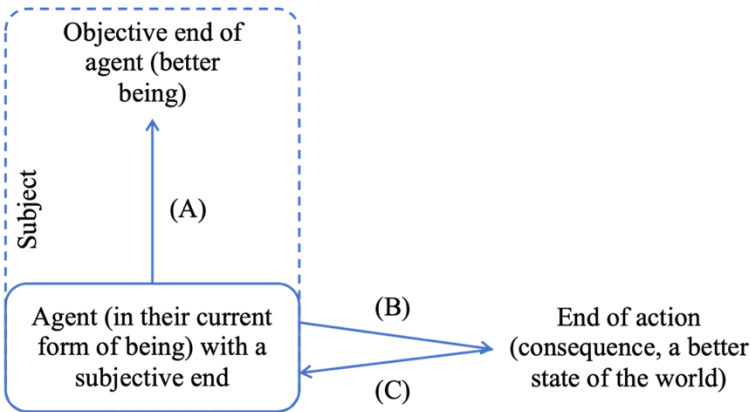 Objective end of
agent (better
being)
Subject
(A)
Agent (in their current
form of being) with a
subjective end
(B)
(C)
End of action
(consequence, a better
state of the world)